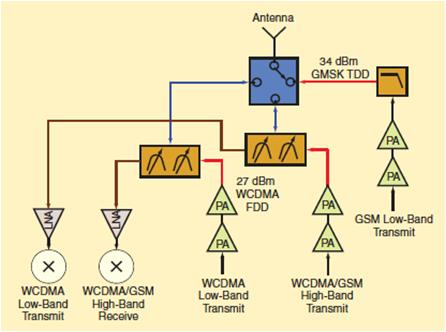 Antenna
34 dBm
GMSK TDD
PA
PA
GSM Low-Band
Transmit
27 dBm
WCDMA
FDD
PA
PA
PA
PA
LNA
LNA
WCDMA
Low-Band
Transmit
WCDMA/GSM
High-Band
Receive
WCDMA
Low-Band
Transmit
WCDMA/GSM
High-Band
Transmit